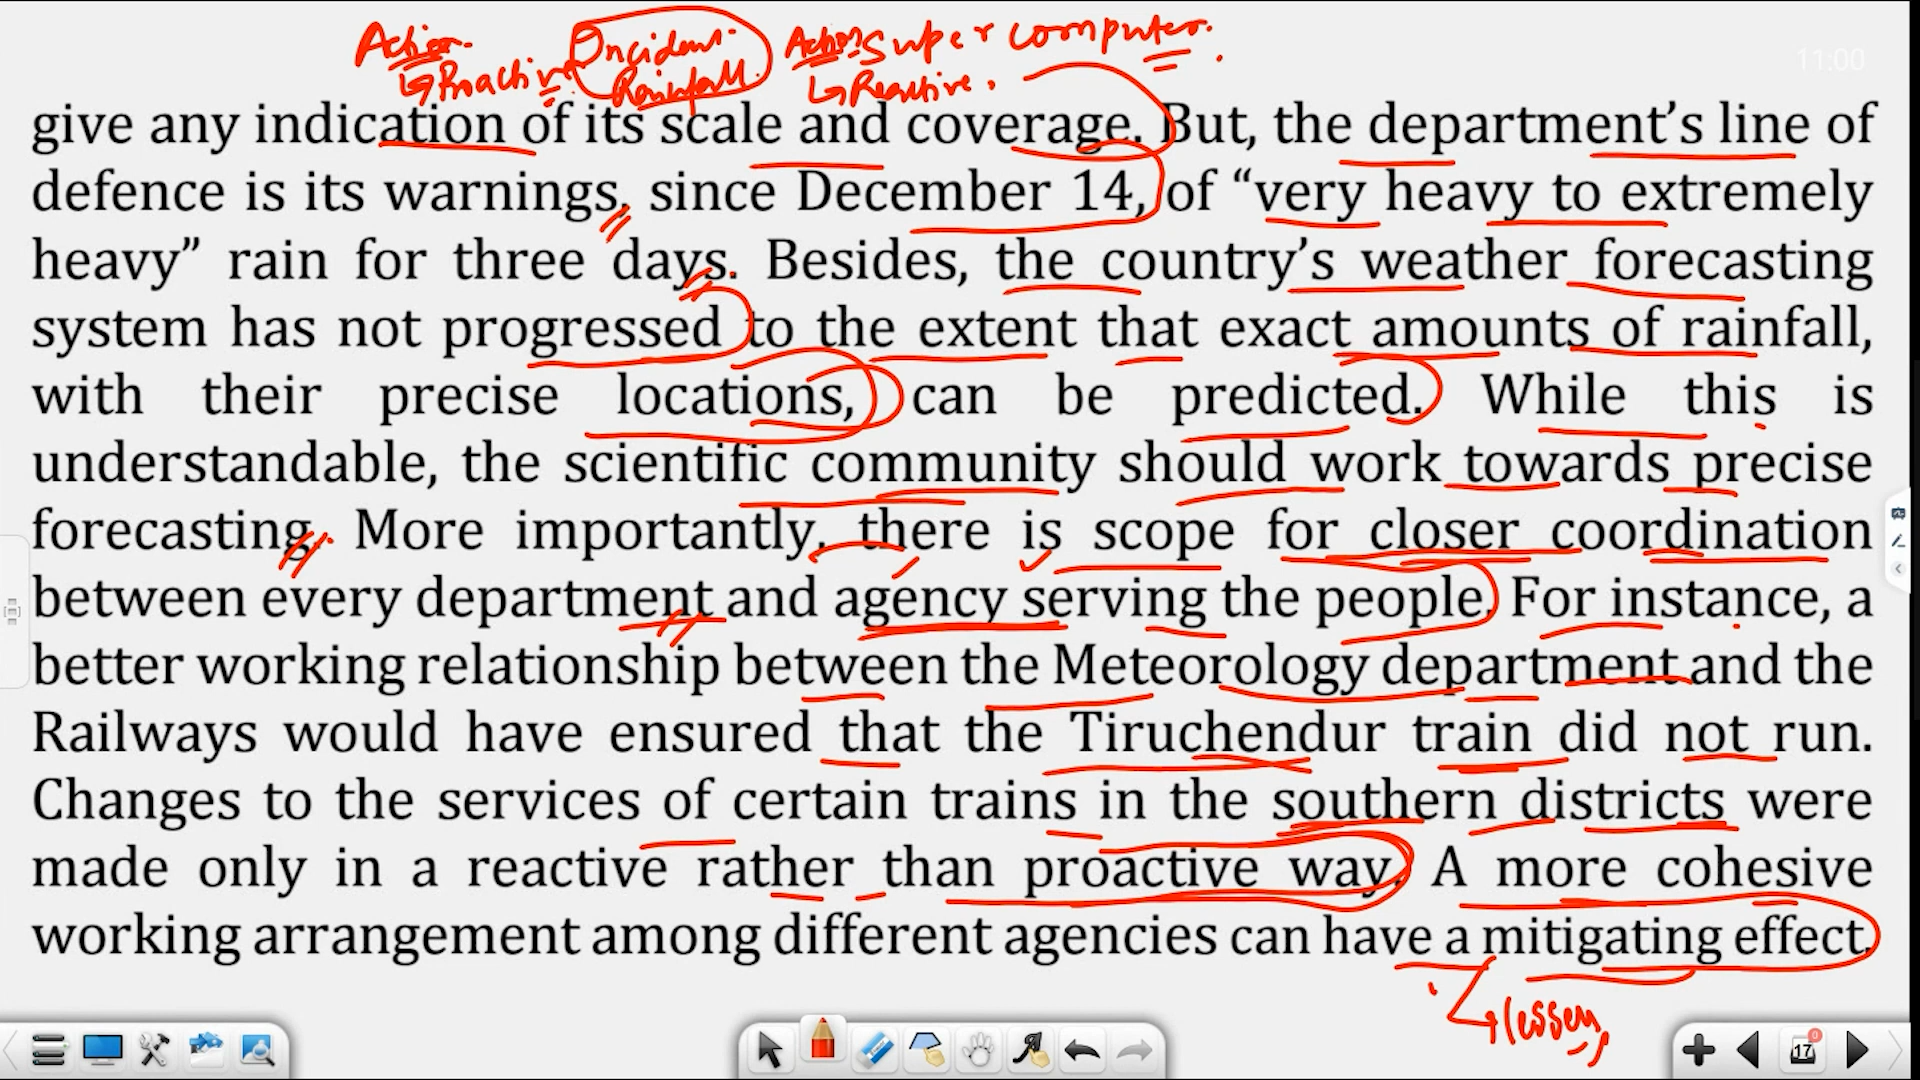 Action. Incident. Action Super computer.
↳Proactive Rainfall. ↳Reactive.
11:00
give any indication of its scale and coverage. But, the department’s line of
defence is its warnings, since December 14, of “very heavy to extremely
heavy” rain for three days. Besides, the country’s weather forecasting
system has not progressed to the extent that exact amounts of rainfall,
with their precise locations, can be predicted. While this is
understandable, the scientific community should work towards precise
forecasting. More importantly, there is scope for closer coordination
between every department and agency serving the people. For instance, a
better working relationship between the Meteorology department and the
Railways would have ensured that the Tiruchendur train did not run.
Changes to the services of certain trains in the southern districts were
made only in a reactive rather than proactive way. A more cohesive
working arrangement among different agencies can have a mitigating effect.
↳lessen
17
0